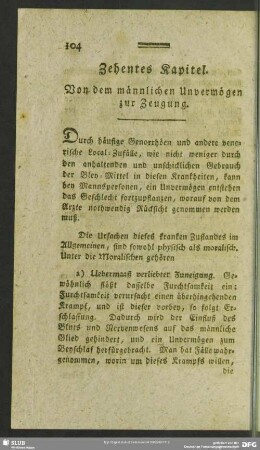 104
Zehentes Kapitel.
Von dem männlichen Unvermögen
zur Zeugung.
Durch häufige Gonorrhöen und andere vene-
rische Local-Zufälle, wie nicht weniger durch
den anhaltenden und unschicklichen Gebrauch
der Bley-Mittel in diesen Krankheiten, kann
bey Mannspersonen, ein Unvermögen entstehen
das Geschlecht fortzupflanzen, worauf von dem
Arzte nothwendig Rücksicht genommen werden
muß.
Die Ursachen dieses kranken Zustandes im
Allgemeinen, sind sowohl physisch als moralisch.
Unter die Moralischen gehören
1) Uebermaaß verliebter Zuneigung. Ge-
wöhnlich flößt dasselbe Furchtsamkeit ein:
Furchtsamkeit verursacht einen überhingehenden
Krampf, und ist dieser vorbey, so folgt Er-
schlaffung. Dadurch wird der Einfluß des
Bluts und Nervenwesens auf das männliche
Glied gehindert, und ein Unvermögen zum
Beyschlaf herfürgebracht. Man hat Fälle wahr-
genommen, worin um dieses Krampfs willen,
die
SLUB
DFG